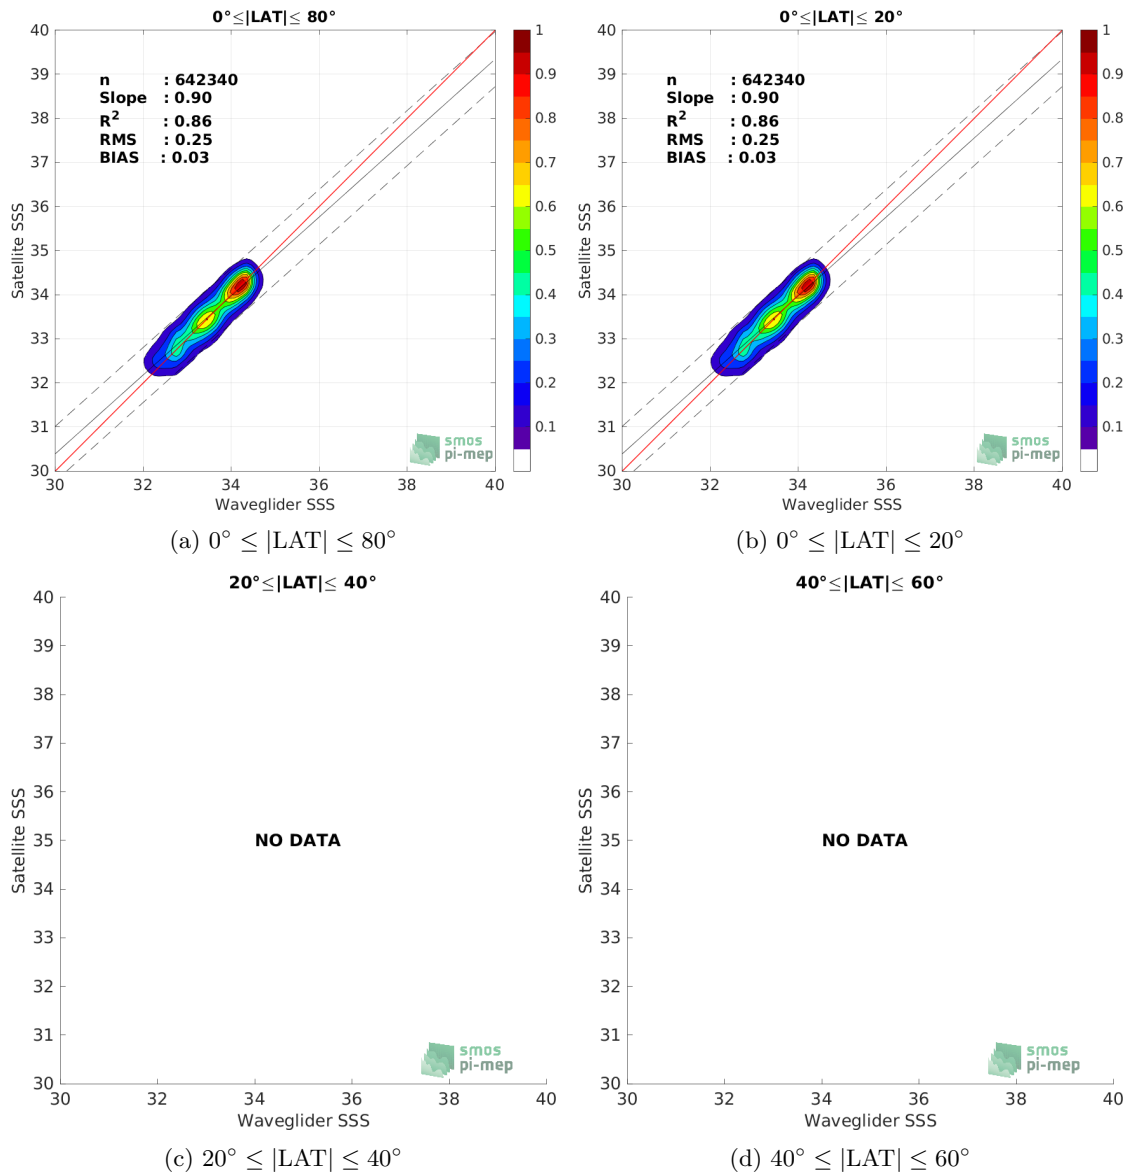 0°≤|LAT|≤ 80°
40
39
38
37
36
35
34
33
32
31
30
Satellite SSS
n : 642340
Slope : 0.90
R² : 0.86
RMS : 0.25
BIAS : 0.03
smos
pi-mep
30 32 34 36 38 40
Waveglider SSS
1
0.9
0.8
0.7
0.6
0.5
0.4
0.3
0.2
0.1
(a) 0° ≤ |LAT| ≤ 80°
0°≤|LAT|≤ 20°
40
39
38
37
36
35
34
33
32
31
30
Satellite SSS
n : 642340
Slope : 0.90
R² : 0.86
RMS : 0.25
BIAS : 0.03
smos
pi-mep
30 32 34 36 38 40
Waveglider SSS
1
0.9
0.8
0.7
0.6
0.5
0.4
0.3
0.2
0.1
(b) 0° ≤ |LAT| ≤ 20°
20°≤|LAT|≤ 40°
40
39
38
37
36
35
34
33
32
31
30
Satellite SSS
NO DATA
smos
pi-mep
30 32 34 36 38 40
Waveglider SSS
(c) 20° ≤ |LAT| ≤ 40°
40°≤|LAT|≤ 60°
40
39
38
37
36
35
34
33
32
31
30
Satellite SSS
NO DATA
smos
pi-mep
30 32 34 36 38 40
Waveglider SSS
(d) 40° ≤ |LAT| ≤ 60°